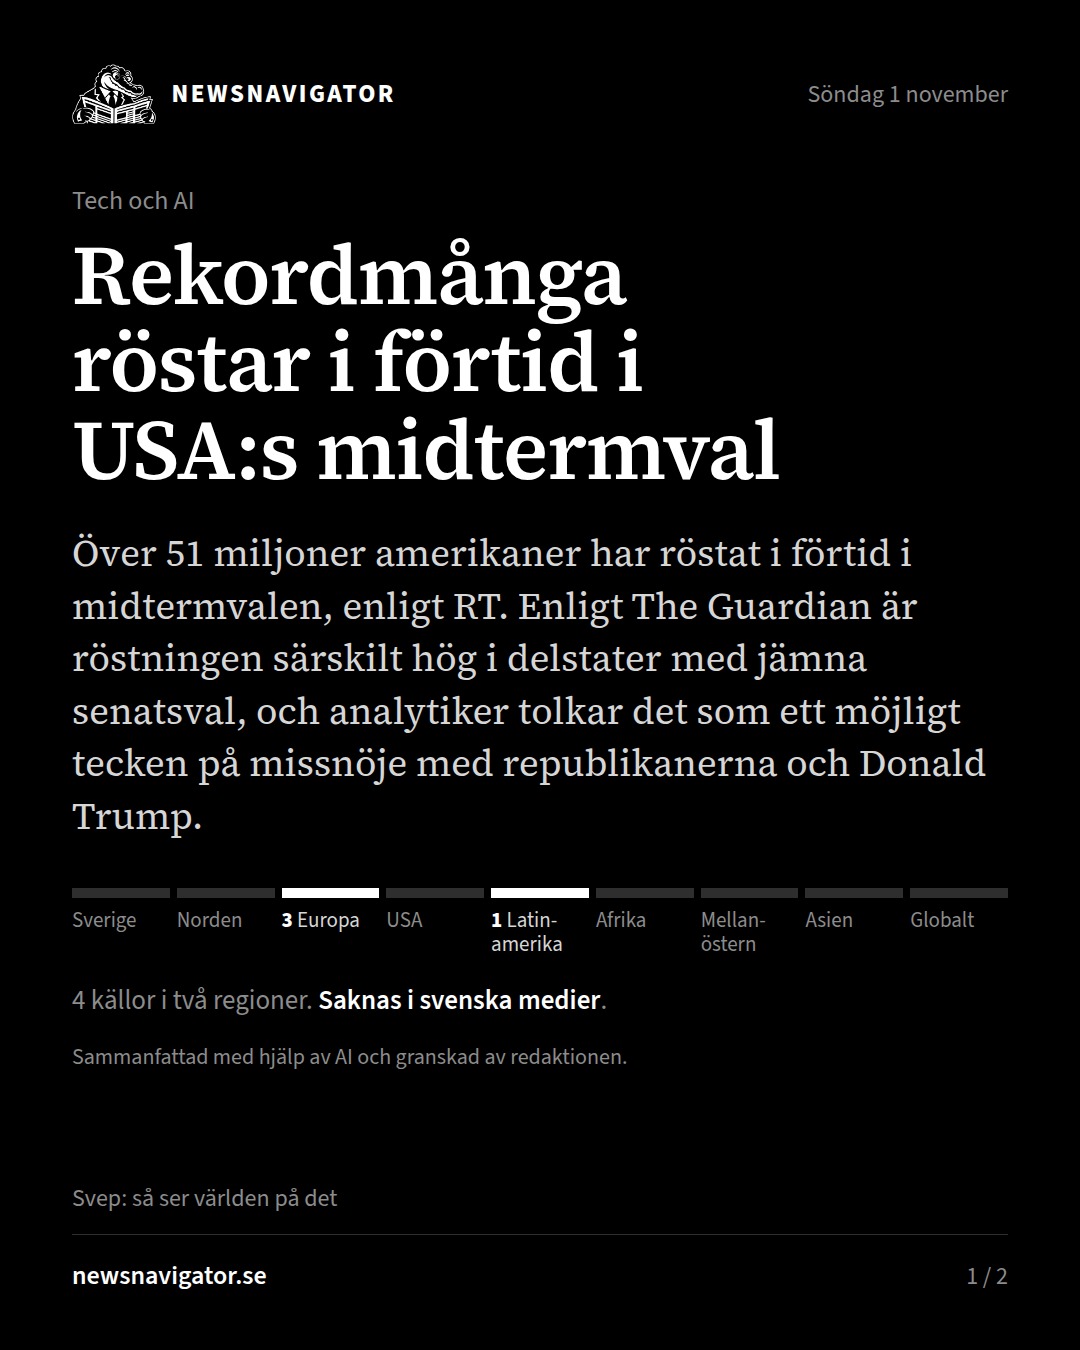 NEWSNAVIGATOR
Söndag 1 november
Tech och AI
Rekordmånga
röstar i förtid i
USA:s midtermval
Över 51 miljoner amerikaner har röstat i förtid i
midtermvalen, enligt RT. Enligt The Guardian är
röstningen särskilt hög i delstater med jämna
senatsval, och analytiker tolkar det som ett möjligt
tecken på missnöje med republikanerna och Donald
Trump.
Sverige
Norden
3 Europa
USA
1 Latin-
amerika
Afrika
Mellan-
östern
Asien
Globalt
4 källor i två regioner. Saknas i svenska medier.
Sammanfattad med hjälp av AI och granskad av redaktionen.
Svep: så ser världen på det
newsnavigator.se
1 / 2